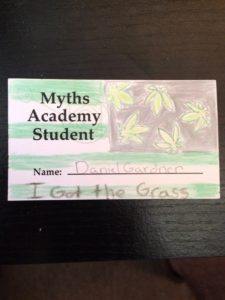 Myths
Academy
Student
Name: Daniel Gardner
I Got the Grass